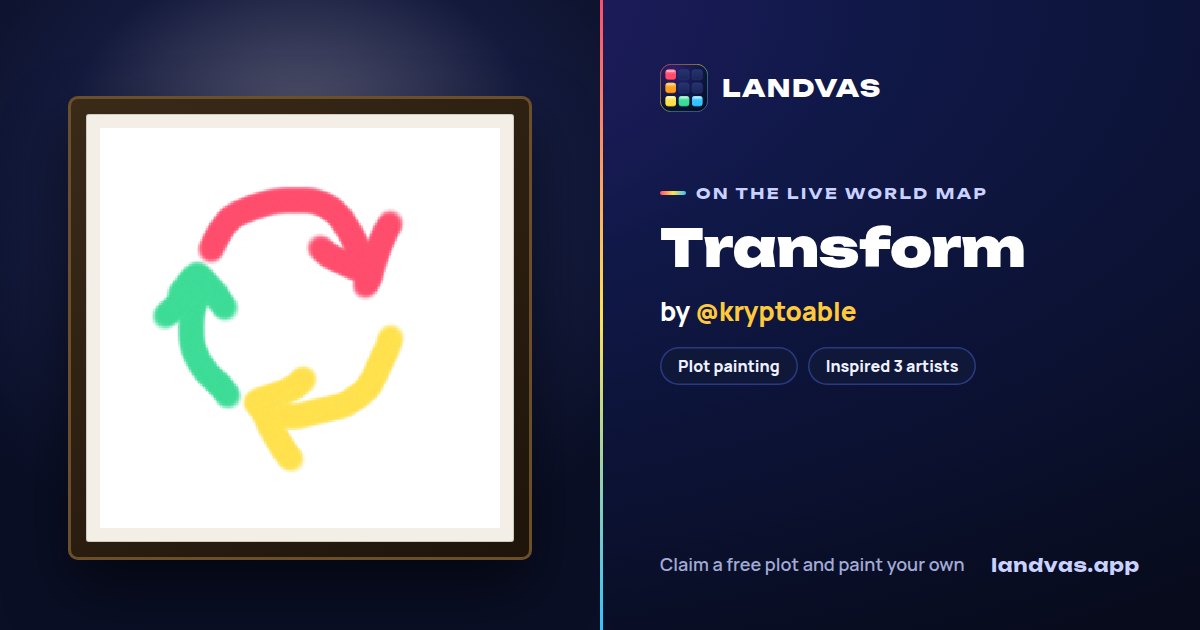 LANDVAS
ON THE LIVE WORLD MAP
Transform
by @kryptoable
Plot painting
Inspired 3 artists
Claim a free plot and paint your own
landvas.app